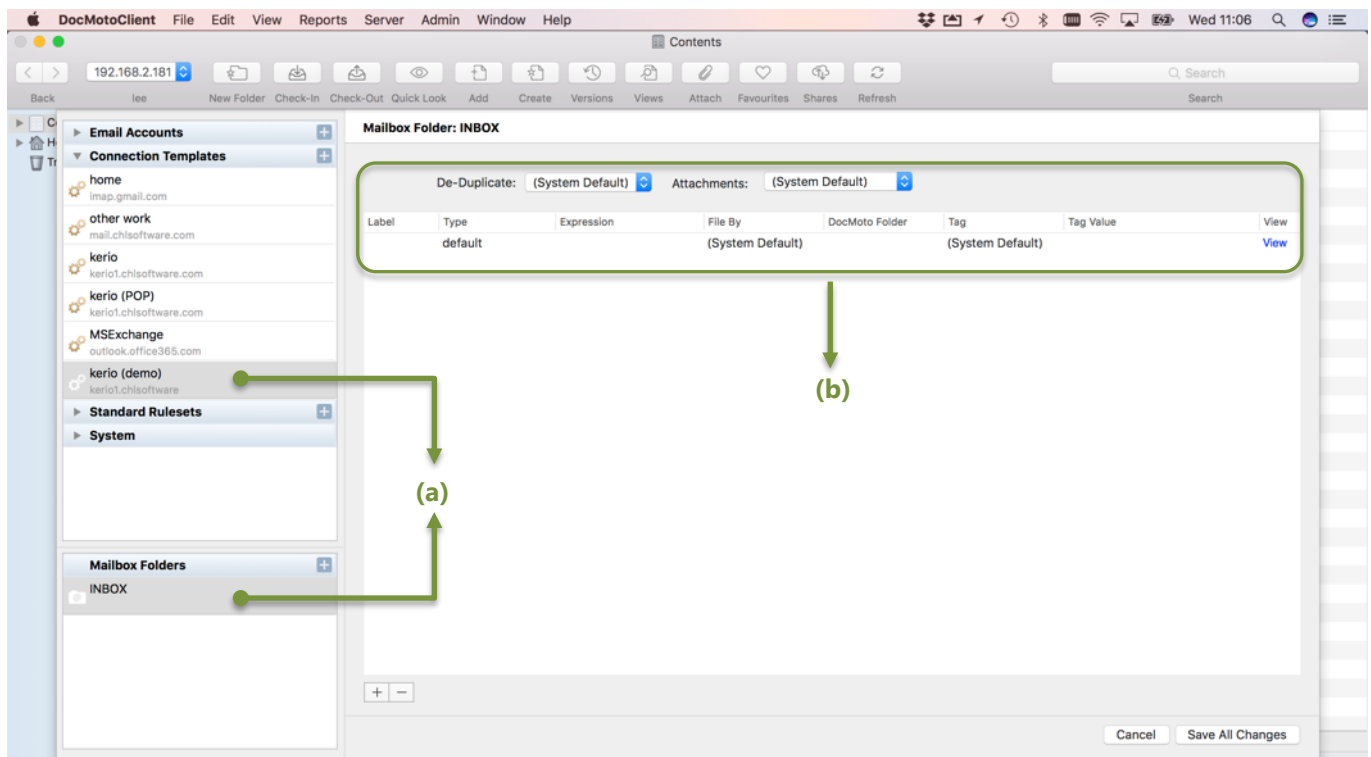 DocMotoClient File Edit View Reports Server Admin Window Help Wed 11:06
Contents
192.168.2.181 Search
Back lee New Folder Check-In Check-Out Quick Look Add Create Versions Views Attach Favourites Shares Refresh Search
Email Accounts
Connection Templates
home
imap.gmail.com
other work
mail.chlsoftware.com
kerio
kerio1.chlsoftware.com
kerio (POP)
kerio1.chlsoftware.com
MSExchange
outlook.office365.com
kerio (demo)
kerio1.chlsoftware
Standard Rulesets
System
Mailbox Folders
INBOX
Mailbox Folder: INBOX
De-Duplicate: (System Default) Attachments: (System Default)
Label Type Expression File By DocMoto Folder Tag Tag Value View
default (System Default) (System Default) View
(b)
(a)
+ −
Cancel Save All Changes